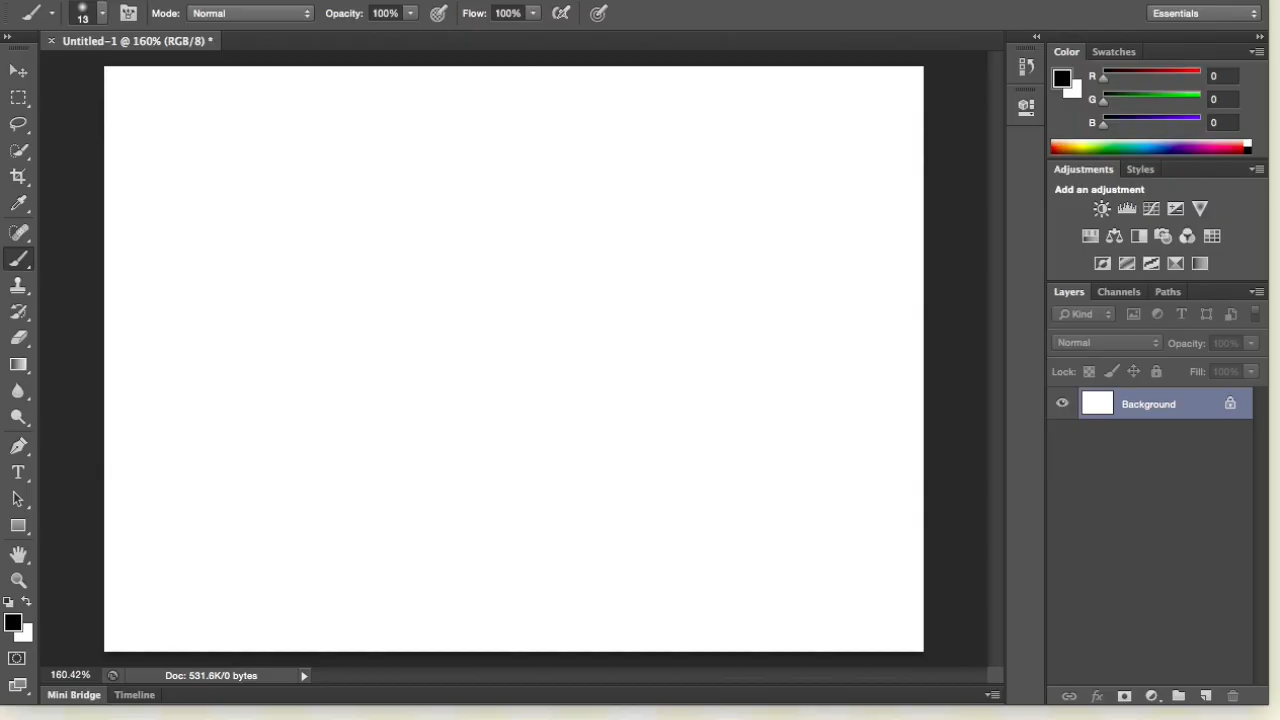 13 Mode: Normal Opacity: 100% Flow: 100% Essentials
× Untitled-1 @ 160% (RGB/8) *
Color Swatches
R 0
G 0
B 0
Adjustments Styles
Add an adjustment
Layers Channels Paths
Kind T
Normal Opacity: 100%
Lock: Fill: 100%
Background
T
160.42% Doc: 531.6K/0 bytes
Mini Bridge Timeline
fx